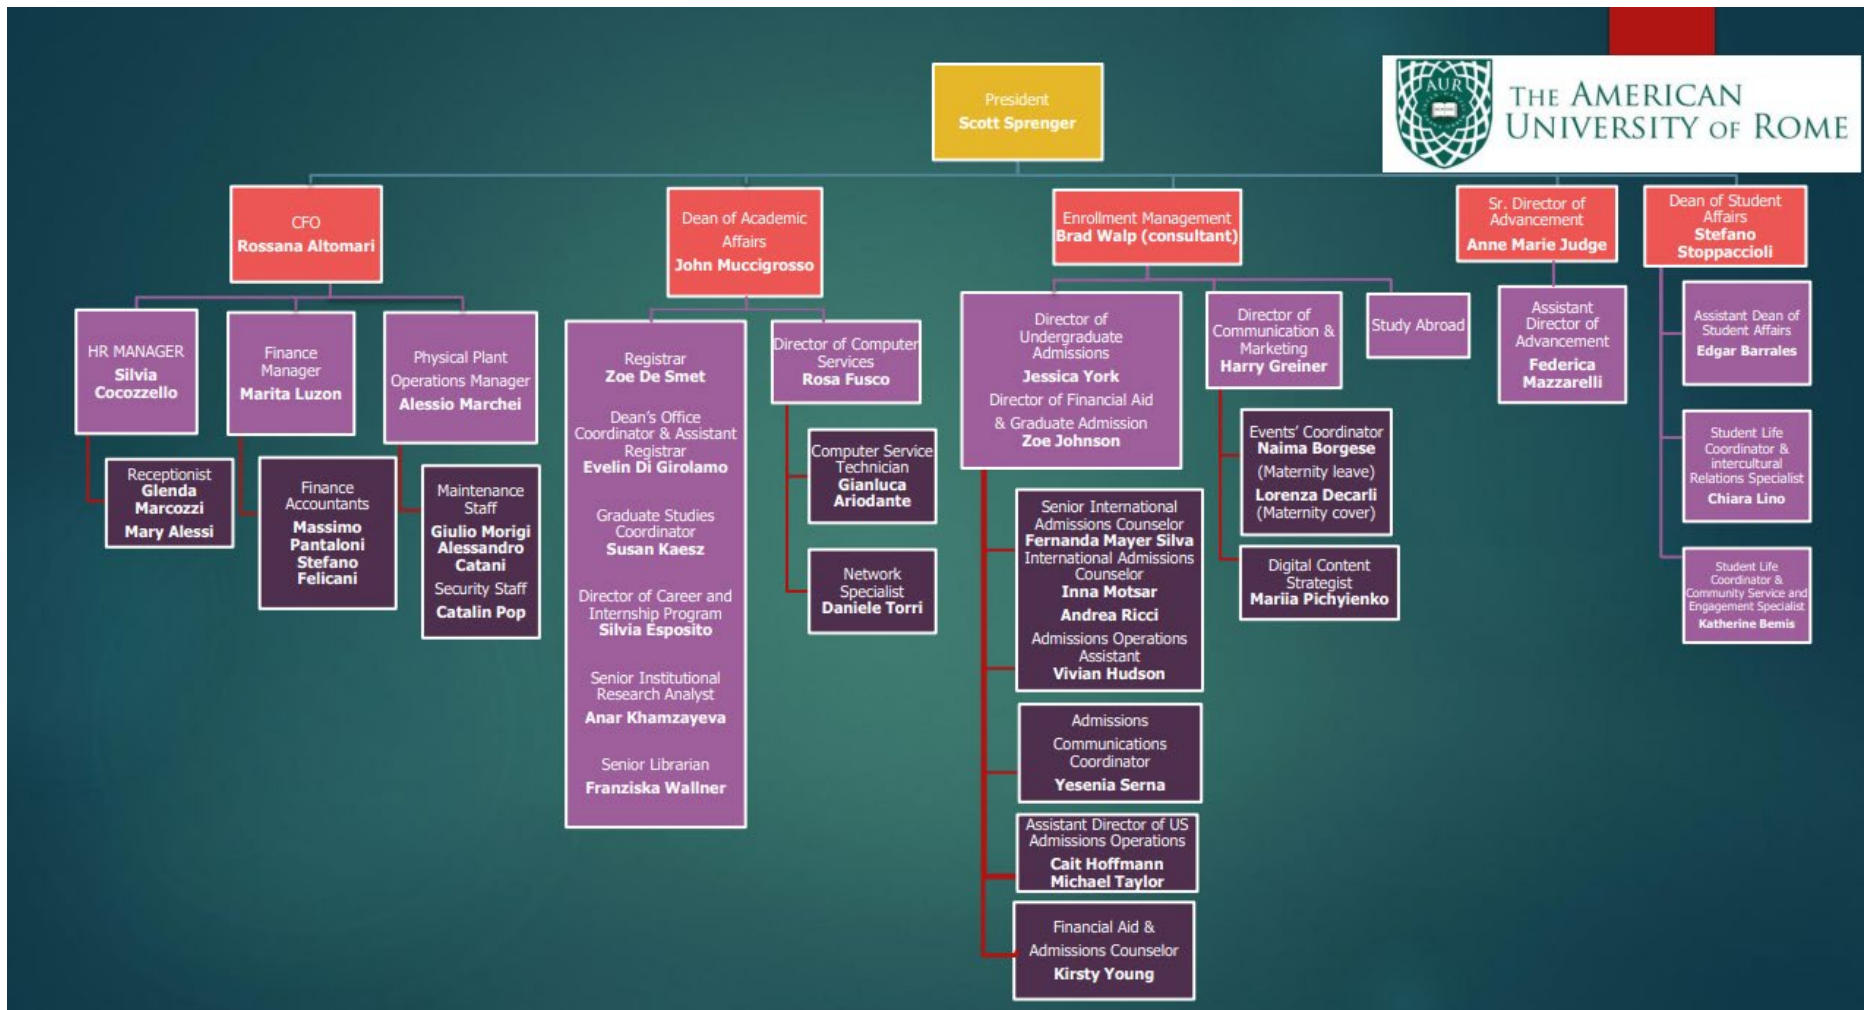 AUR
THE AMERICAN
UNIVERSITY OF ROME
President
Scott Sprenger
CFO
Rossana Altomari
HR MANAGER
Silvia
Cocozzello
Receptionist
Glenda
Marcozzi
Mary Alessi
Finance
Manager
Marita Luzon
Finance
Accountants
Massimo
Pantaloni
Stefano
Felicani
Physical Plant
Operations Manager
Alessio Marchei
Maintenance
Staff
Giulio Morigi
Alessandro
Catani
Security Staff
Catalin Pop
Dean of Academic
Affairs
John Muccigrosso
Registrar
Zoe De Smet
Dean's Office
Coordinator & Assistant
Registrar
Evelin Di Girolamo
Graduate Studies
Coordinator
Susan Kaesz
Director of Career and
Internship Program
Silvia Esposito
Senior Institutional
Research Analyst
Anar Khamzayeva
Senior Librarian
Franziska Wallner
Director of Computer
Services
Rosa Fusco
Computer Service
Technician
Gianluca
Ariodante
Network
Specialist
Daniele Torri
Enrollment Management
Brad Walp (consultant)
Director of
Undergraduate
Admissions
Jessica York
Director of Financial Aid
& Graduate Admission
Zoe Johnson
Senior International
Admissions Counselor
Fernanda Mayer Silva
International Admissions
Counselor
Inna Motsar
Andrea Ricci
Admissions Operations
Assistant
Vivian Hudson
Admissions
Communications
Coordinator
Yesenia Serna
Assistant Director of US
Admissions Operations
Cait Hoffmann
Michael Taylor
Financial Aid &
Admissions Counselor
Kirsty Young
Director of
Communication &
Marketing
Harry Greiner
Events' Coordinator
Naima Borgese
(Maternity leave)
Lorenza Decarli
(Maternity cover)
Digital Content
Strategist
Mariia Pichyienko
Study Abroad
Sr. Director of
Advancement
Anne Marie Judge
Assistant
Director of
Advancement
Federica
Mazzarelli
Dean of Student
Affairs
Stefano
Stoppaccioli
Assistant Dean of
Student Affairs
Edgar Barrales
Student Life
Coordinator &
intercultural
Relations Specialist
Chiara Lino
Student Life
Coordinator &
Community Service and
Engagement Specialist
Katherine Bemis